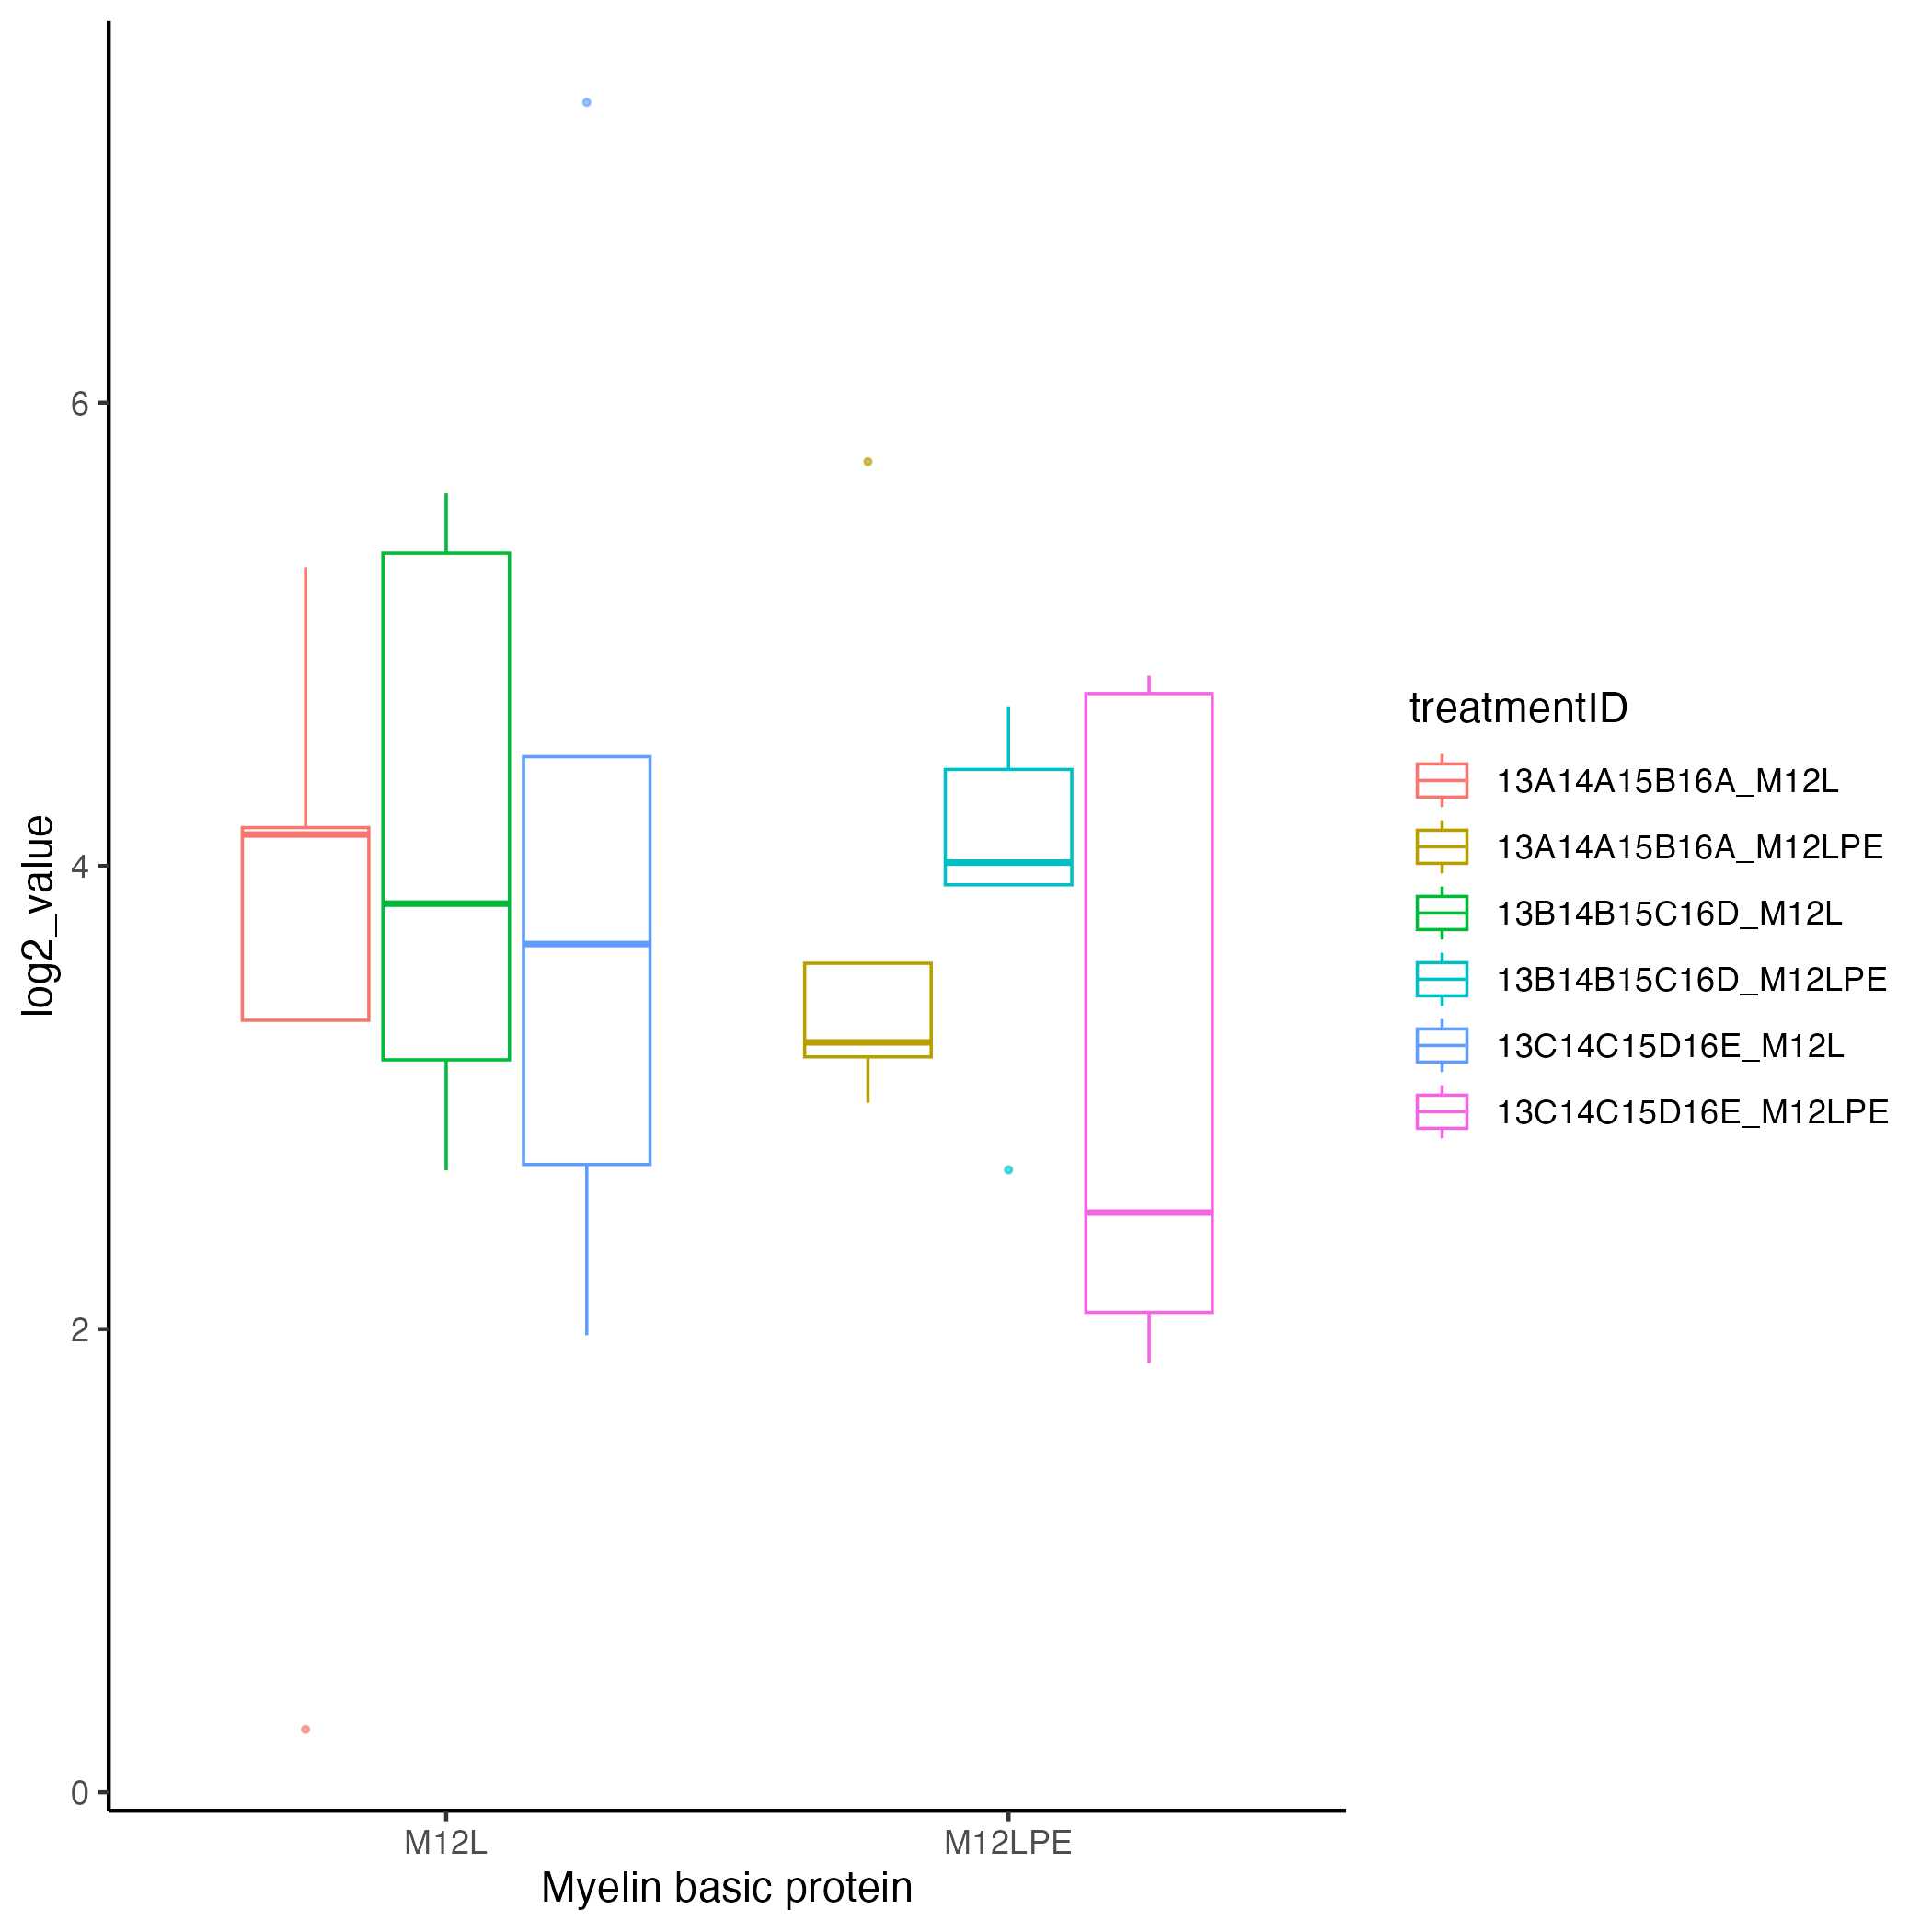 log2_value
6
4
2
0
M12L
M12LPE
Myelin basic protein
treatmentID
13A14A15B16A_M12L
13A14A15B16A_M12LPE
13B14B15C16D_M12L
13B14B15C16D_M12LPE
13C14C15D16E_M12L
13C14C15D16E_M12LPE